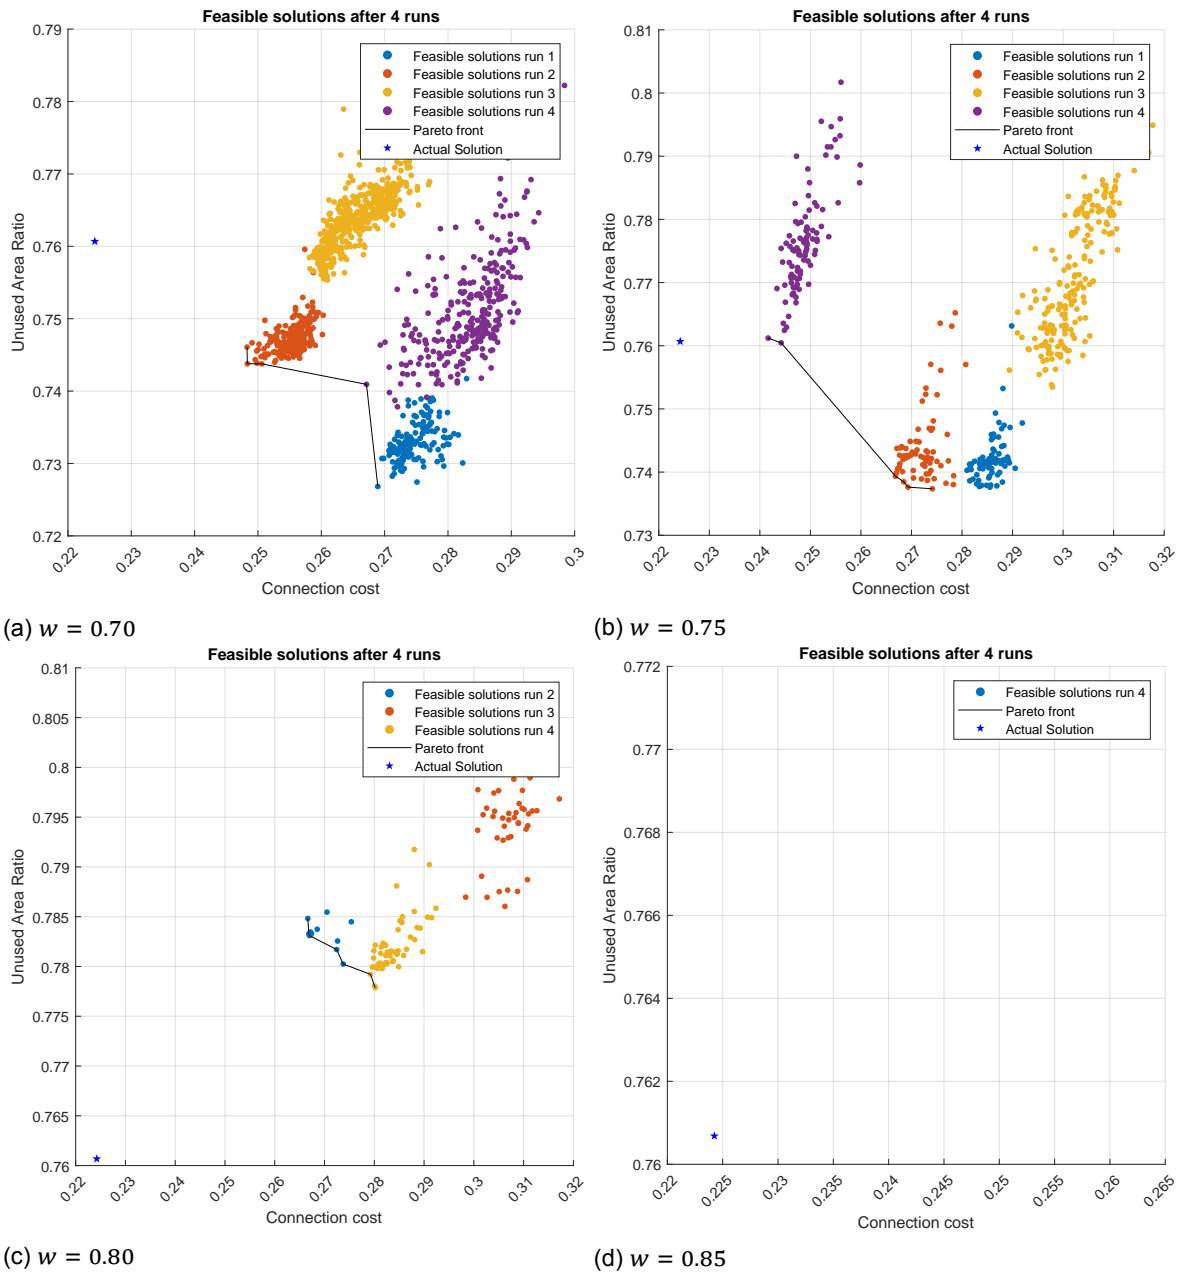 Feasible solutions after 4 runs
Unused Area Ratio
0.79
0.78
0.77
0.76
0.75
0.74
0.73
0.72
Feasible solutions run 1
Feasible solutions run 2
Feasible solutions run 3
Feasible solutions run 4
Pareto front
Actual Solution
0.22 0.23 0.24 0.25 0.26 0.27 0.28 0.29 0.3
Connection cost
(a) w = 0.70
Feasible solutions after 4 runs
Unused Area Ratio
0.81
0.8
0.79
0.78
0.77
0.76
0.75
0.74
0.73
Feasible solutions run 1
Feasible solutions run 2
Feasible solutions run 3
Feasible solutions run 4
Pareto front
Actual Solution
0.22 0.23 0.24 0.25 0.26 0.27 0.28 0.29 0.3 0.31 0.32
Connection cost
(b) w = 0.75
Feasible solutions after 4 runs
Unused Area Ratio
0.81
0.805
0.8
0.795
0.79
0.785
0.78
0.775
0.77
0.765
0.76
Feasible solutions run 2
Feasible solutions run 3
Feasible solutions run 4
Pareto front
Actual Solution
0.22 0.23 0.24 0.25 0.26 0.27 0.28 0.29 0.3 0.31 0.32
Connection cost
(c) w = 0.80
Feasible solutions after 4 runs
Unused Area Ratio
0.772
0.77
0.768
0.766
0.764
0.762
0.76
Feasible solutions run 4
Pareto front
Actual Solution
0.22 0.225 0.23 0.235 0.24 0.245 0.25 0.255 0.26 0.265
Connection cost
(d) w = 0.85